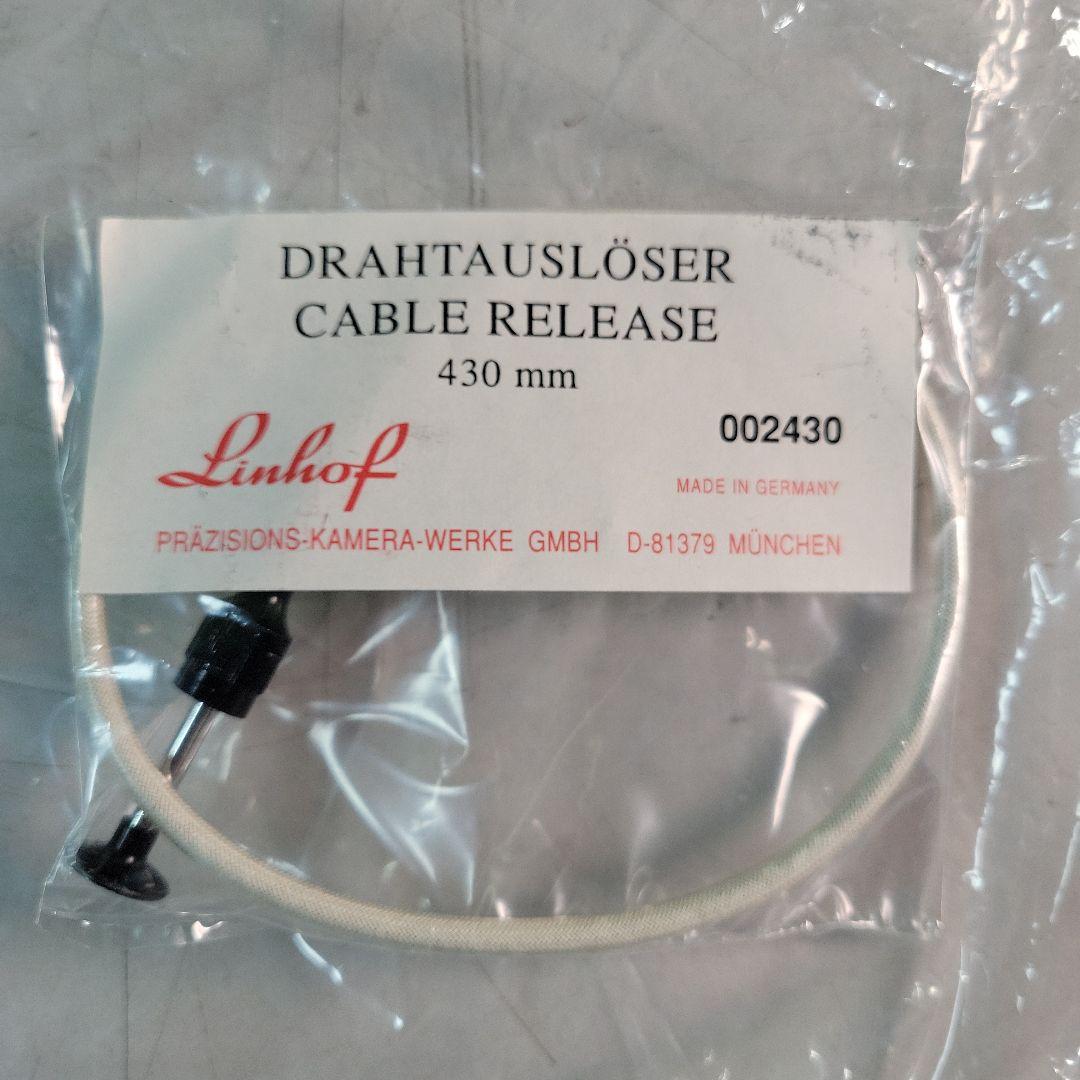 DRAHTAUSLÖSER
CABLE RELEASE
430 mm
Linhof
002430
MADE IN GERMANY
PRÄZISIONS-KAMERA-WERKE GMBH D-81379 MÜNCHEN